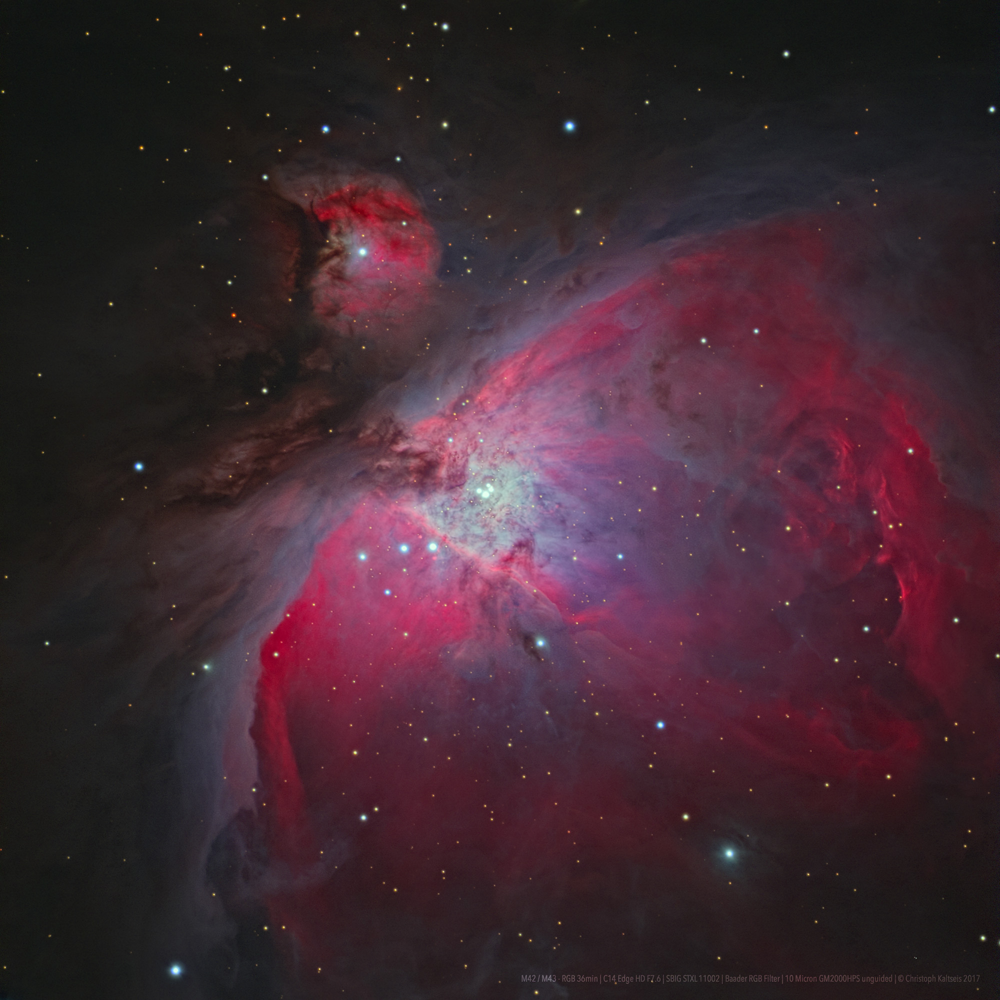 M42 / M43 - RGB 36min | C14 Edge HD F7.6 | SBIG STXL 11002 | Baader RGB Filter | 10 Micron GM2000HPS unguided | © Christoph Kaltseis 2017